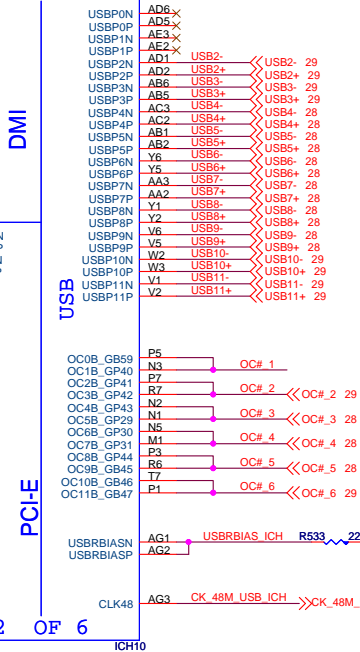 USBP0N AD6
USBP0P AD5
USBP1N AE3
USBP1P AE2
USBP2N AD1 USB2- USB2- 29
USBP2P AD2 USB2+ USB2+ 29
USBP3N AB6 USB3- USB3- 29
USBP3P AB5 USB3+ USB3+ 29
USBP4N AC3 USB4- USB4- 28
USBP4P AC2 USB4+ USB4+ 28
USBP5N AB1 USB5- USB5- 28
USBP5P AB2 USB5+ USB5+ 28
USBP6N Y6 USB6- USB6- 28
USBP6P Y5 USB6+ USB6+ 28
USBP7N AA3 USB7- USB7- 28
USBP7P AA2 USB7+ USB7+ 28
USBP8N Y1 USB8- USB8- 28
USBP8P Y2 USB8+ USB8+ 28
USBP9N V6 USB9- USB9- 28
USBP9P V5 USB9+ USB9+ 28
USBP10N W2 USB10- USB10- 29
USBP10P W3 USB10+ USB10+ 29
USBP11N V1 USB11- USB11- 29
USBP11P V2 USB11+ USB11+ 29
DMI
USB
OC0B_GB59 P5
OC1B_GP40 N3 OC#_1
OC2B_GP41 P7
OC3B_GP42 R7 OC#_2 OC#_2 29
OC4B_GP43 N2
OC5B_GP29 N1 OC#_3 OC#_3 28
OC6B_GP30 N5
OC7B_GP31 M1 OC#_4 OC#_4 28
OC8B_GP44 P3
OC9B_GB45 R6 OC#_5 OC#_5 28
OC10B_GB46 T7
OC11B_GB47 P1 OC#_6 OC#_6 29
PCI-E
USBRBIASN AG1 USBRBIAS_ICH R533 22
USBRBIASP AG2
CLK48 AG3 CK_48M_USB_ICH CK_48M_
2 OF 6
ICH10